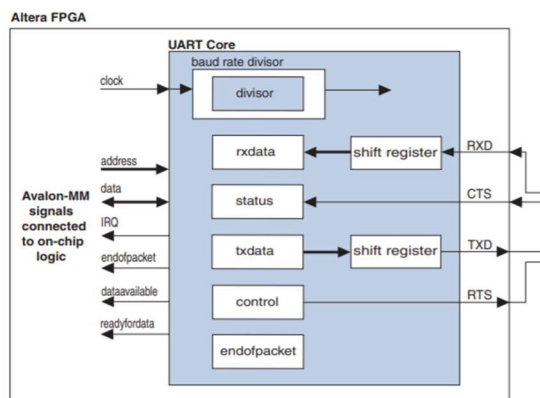 Altera FPGA
UART Core
baud rate divisor
clock
divisor
address
rxdata
shift register
RXD
data
status
CTS
Avalon-MM
signals
connected
to on-chip
logic
IRQ
endofpacket
txdata
shift register
TXD
dataavailable
control
RTS
readyfordata
endofpacket